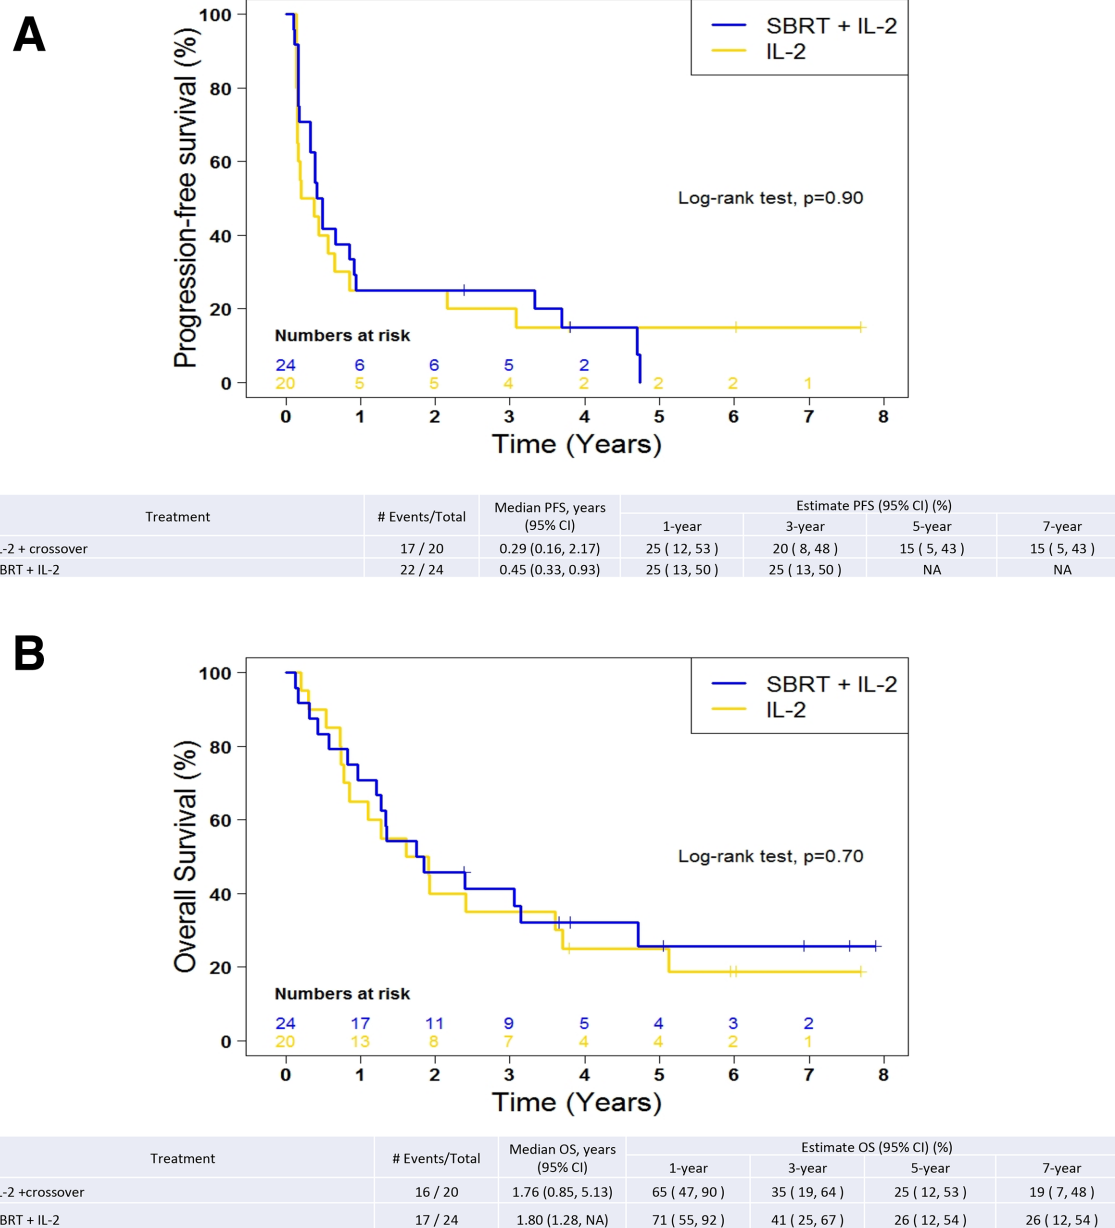 A
100
80
60
40
20
0
Progression-free survival (%)
SBRT + IL-2
IL-2
Log-rank test, p=0.90
Numbers at risk
24 6 6 5 2
20 5 5 4 2 2 2 1
0 1 2 3 4 5 6 7 8
Time (Years)
Treatment # Events/Total Median PFS, years (95% CI) Estimate PFS (95% CI) (%)
1-year 3-year 5-year 7-year
L-2 + crossover 17 / 20 0.29 (0.16, 2.17) 25 ( 12, 53 ) 20 ( 8, 48 ) 15 ( 5, 43 ) 15 ( 5, 43 )
BRT + IL-2 22 / 24 0.45 (0.33, 0.93) 25 ( 13, 50 ) 25 ( 13, 50 ) NA NA
B
100
80
60
40
20
0
Overall Survival (%)
SBRT + IL-2
IL-2
Log-rank test, p=0.70
Numbers at risk
24 17 11 9 5 4 3 2
20 13 8 7 4 4 2 1
0 1 2 3 4 5 6 7 8
Time (Years)
Treatment # Events/Total Median OS, years (95% CI) Estimate OS (95% CI) (%)
1-year 3-year 5-year 7-year
L-2 +crossover 16 / 20 1.76 (0.85, 5.13) 65 ( 47, 90 ) 35 ( 19, 64 ) 25 ( 12, 53 ) 19 ( 7, 48 )
BRT + IL-2 17 / 24 1.80 (1.28, NA) 71 ( 55, 92 ) 41 ( 25, 67 ) 26 ( 12, 54 ) 26 ( 12, 54 )